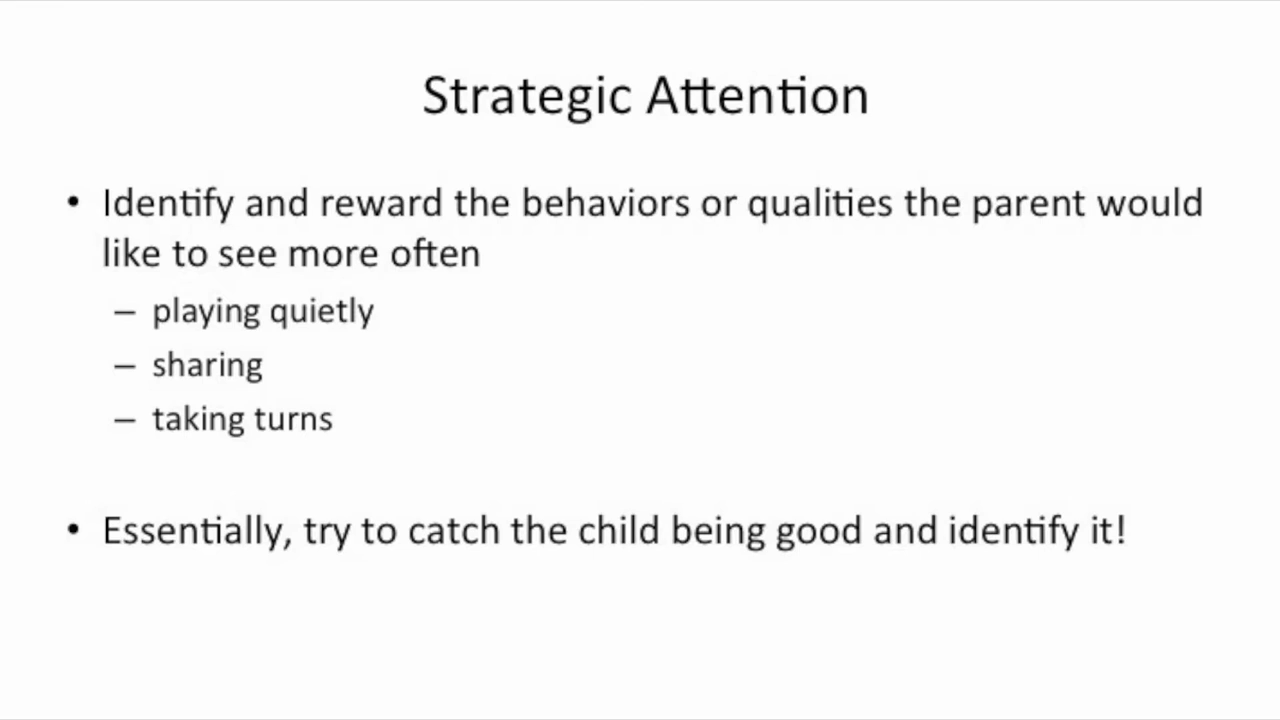 Strategic Attention
• Identify and reward the behaviors or qualities the parent would
like to see more often
– playing quietly
– sharing
– taking turns
• Essentially, try to catch the child being good and identify it!